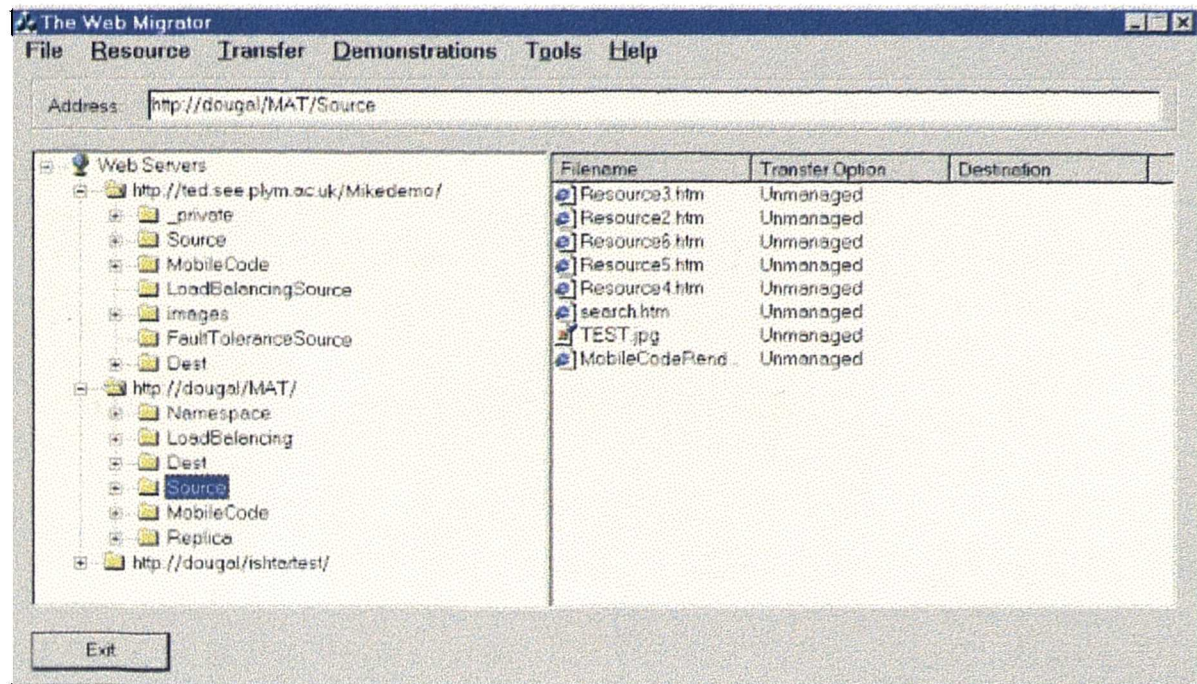 The Web Migrator
File Resource Transfer Demonstrations Tools Help
Address: http://dougal/MAT/Source
Web Servers
http://ted.see.plym.ac.uk/Mikedemo/
_private
Source
MobileCode
LoadBalancingSource
images
FaultToleranceSource
Dest
http://dougal/MAT/
Namespace
LoadBalancing
Dest
Source
MobileCode
Replica
http://dougal/ishtartest/
Filename Transfer Option Destination
Resource3.htm Unmanaged
Resource2.htm Unmanaged
Resource6.htm Unmanaged
Resource5.htm Unmanaged
Resource4.htm Unmanaged
search.htm Unmanaged
TEST.jpg Unmanaged
MobileCodeRend... Unmanaged
Exit